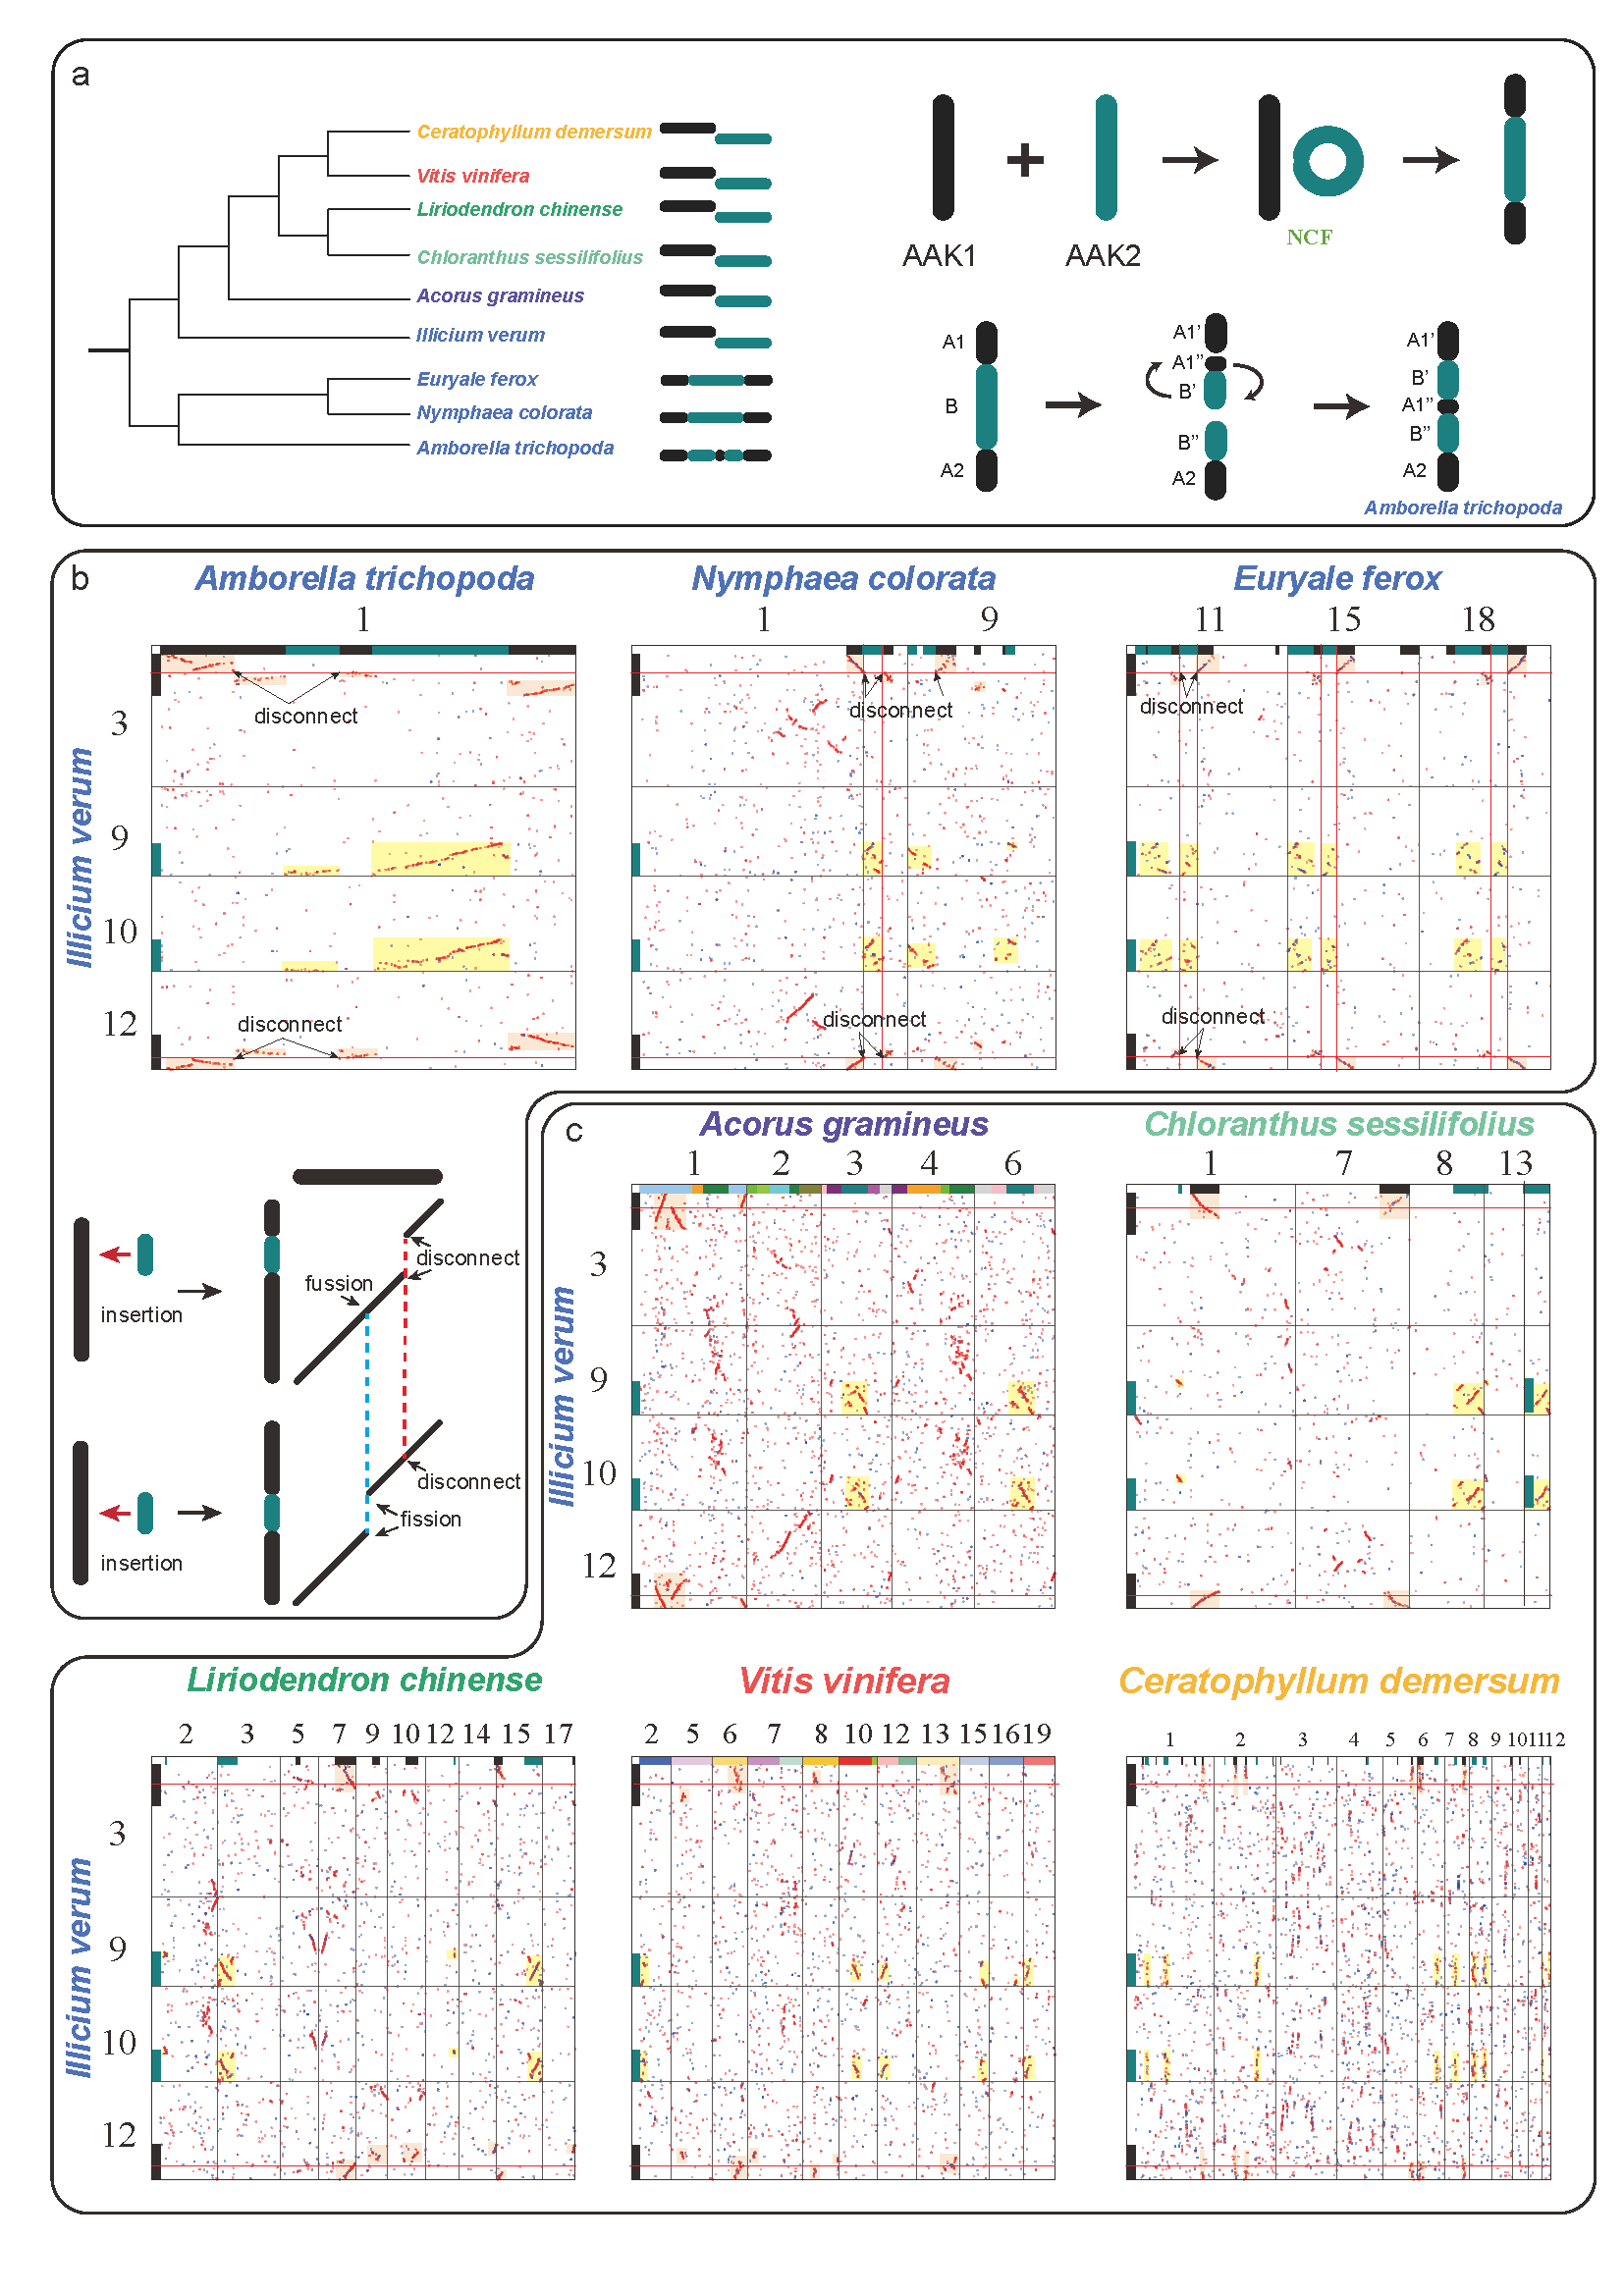 a
Ceratophyllum demersum
Vitis vinifera
Liriodendron chinense
Chloranthus sessilifolius
Acorus gramineus
Illicium verum
Euryale ferox
Nymphaea colorata
Amborella trichopoda
+
NCF
AAK1
AAK2
A1
B
A2
A1’
A1’’
B’
B’’
A2
A1’
B’
A1’’
B’’
A2
Amborella trichopoda
b
Amborella trichopoda
1
Illicium verum
3
9
10
12
disconnect
disconnect
Nymphaea colorata
1 9
disconnect
disconnect
Euryale ferox
11 15 18
disconnect
disconnect
insertion
fussion
disconnect
insertion
disconnect
fission
c
Acorus gramineus
1 2 3 4 6
Illicium verum
3
9
10
12
Chloranthus sessilifolius
1 7 8 13
Liriodendron chinense
2 3 5 7 9 10 12 14 15 17
Illicium verum
3
9
10
12
Vitis vinifera
2 5 6 7 8 10 12 13 15 16 19
Ceratophyllum demersum
1 2 3 4 5 6 7 8 9 10 11 12